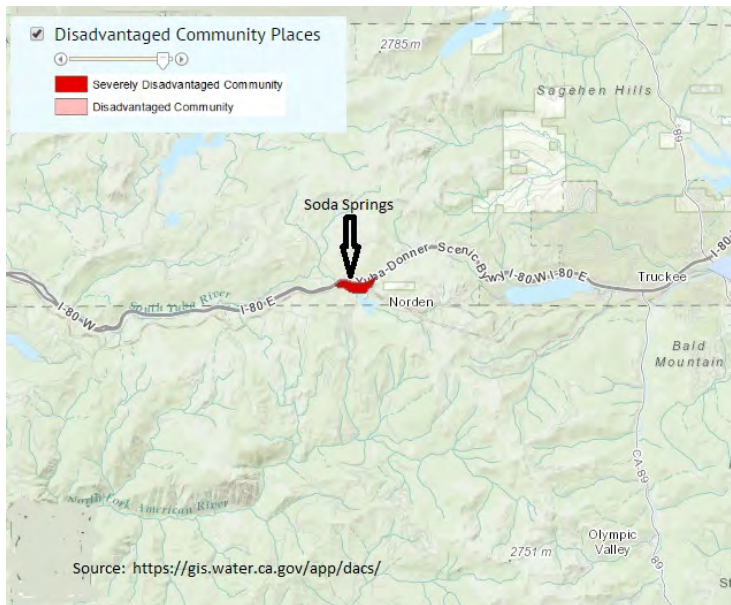 Disadvantaged Community Places
Severely Disadvantaged Community
Disadvantaged Community
2785 m
Sagehen Hills
89
Soda Springs
Yuba-Donner Scenic Byway
I-80 W I-80 E
I-80
Truckee
South Yuba River
I-80 E
I-80 W
Norden
Bald
Mountain
CA-89
North Fork American River
Olympic
Valley
2751 m
89
Source: https://gis.water.ca.gov/app/dacs/